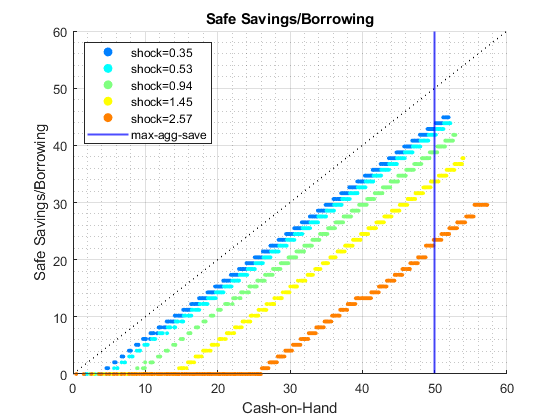 Safe Savings/Borrowing
60
50
40
30
20
10
0
Safe Savings/Borrowing
shock=0.35
shock=0.53
shock=0.94
shock=1.45
shock=2.57
max-agg-save
0 10 20 30 40 50 60
Cash-on-Hand